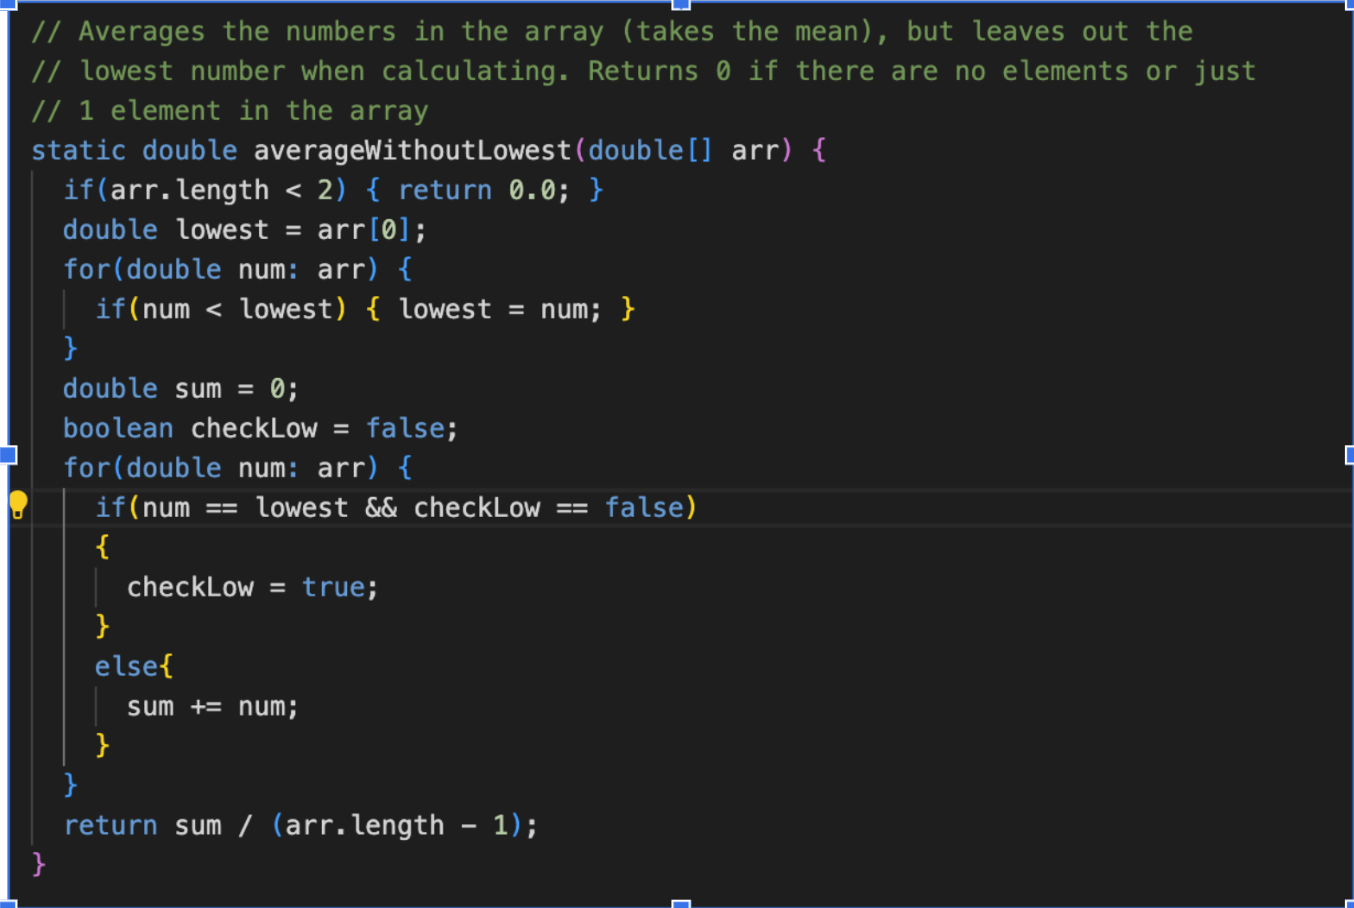 // Averages the numbers in the array (takes the mean), but leaves out the
// lowest number when calculating. Returns 0 if there are no elements or just
// 1 element in the array
static double averageWithoutLowest(double[] arr) {
  if(arr.length < 2) { return 0.0; }
  double lowest = arr[0];
  for(double num: arr) {
    if(num < lowest) { lowest = num; }
  }
  double sum = 0;
  boolean checkLow = false;
  for(double num: arr) {
    if(num == lowest && checkLow == false)
    {
      checkLow = true;
    }
    else{
      sum += num;
    }
  }
  return sum / (arr.length - 1);
}